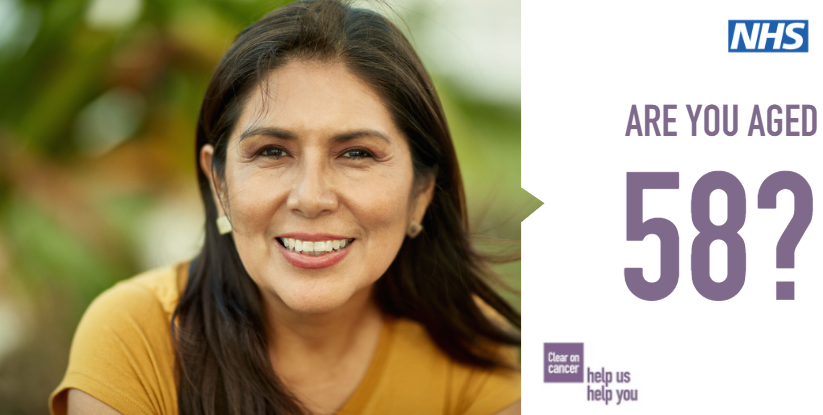 NHS
ARE YOU AGED
58?
Clear on
cancer
help us
help you